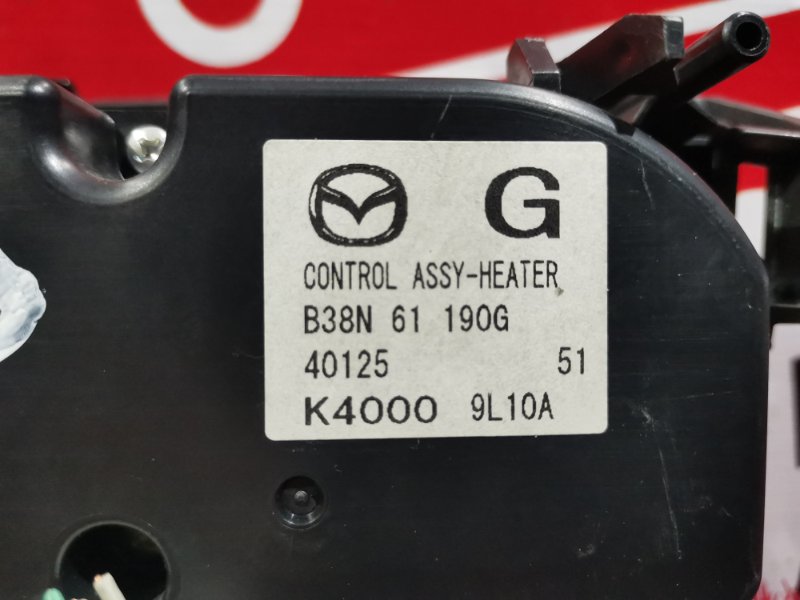 G
CONTROL ASSY-HEATER
B38N 61 190G
40125 51
K4000 9L10A